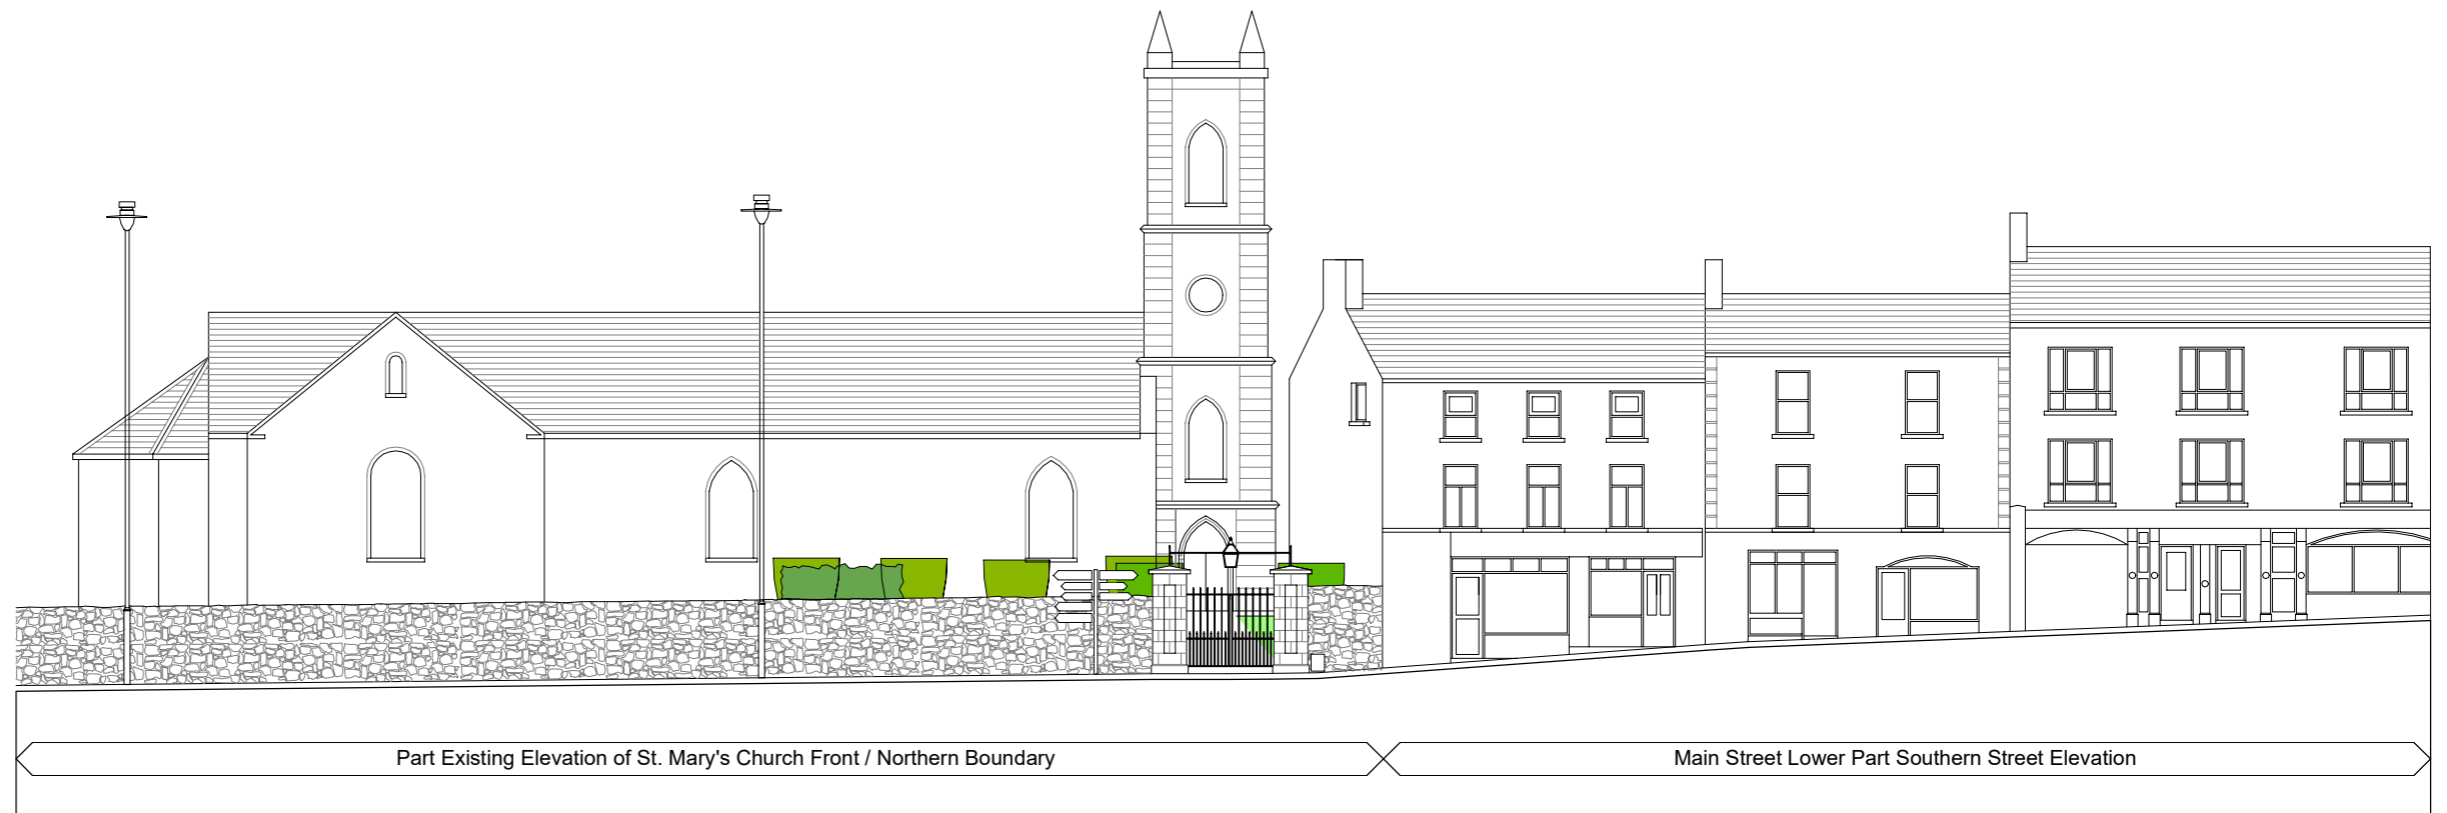 Part Existing Elevation of St. Mary's Church Front / Northern Boundary
Main Street Lower Part Southern Street Elevation